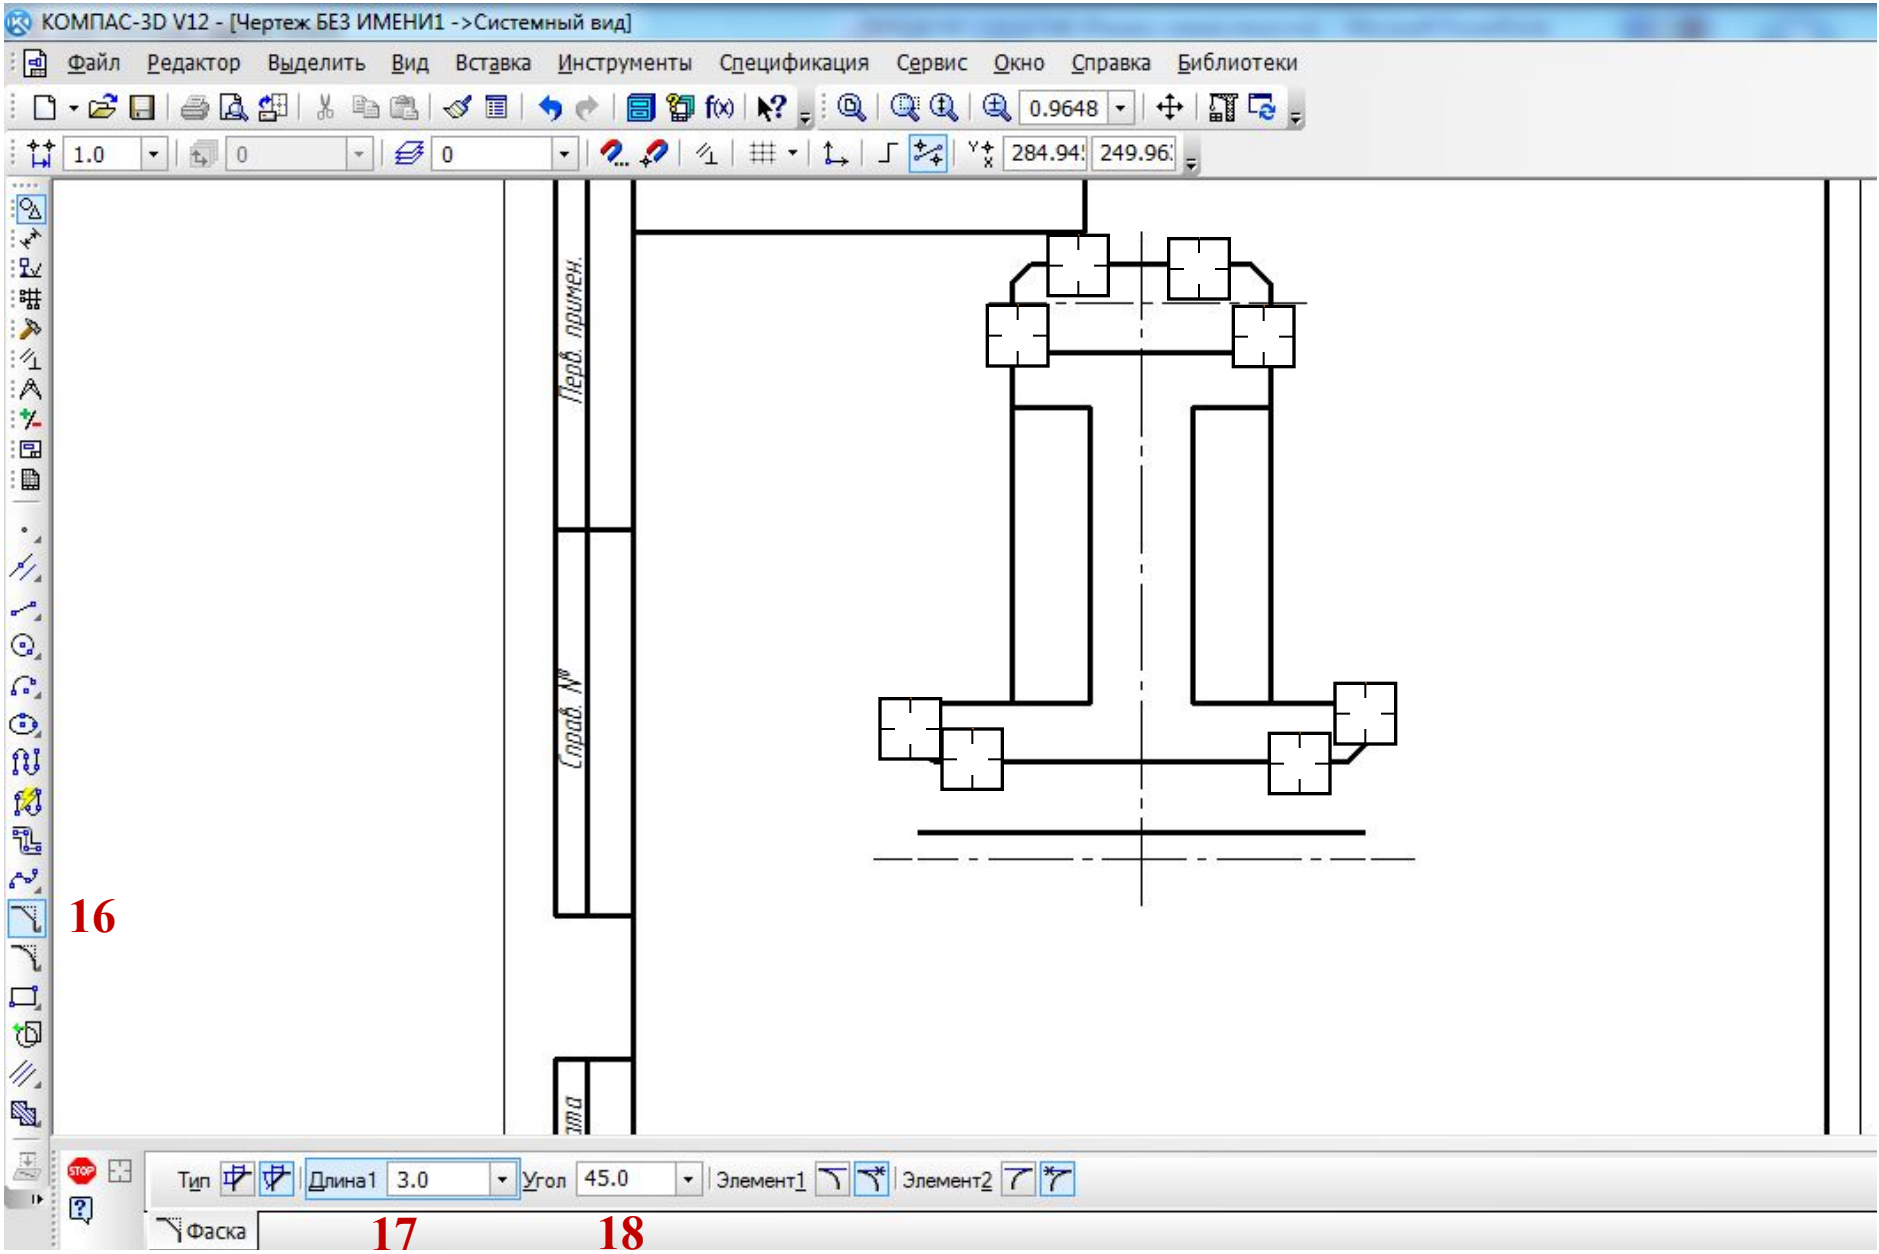 КОМПАС-3D V12 - [Чертеж БЕЗ ИМЕНИ1 ->Системный вид]
Файл Редактор Выделить Вид Вставка Инструменты Спецификация Сервис Окно Справка Библиотеки
f(x) 0.9648
1.0 0 0 284.94 249.96
Перв. примен.
Справ. №
16
STOP Тип Длина1 3.0 Угол 45.0 Элемент1 Элемент2
Фаска
17 18